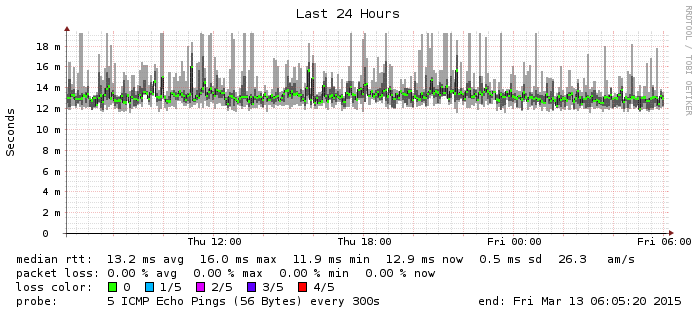 Last 24 Hours
RRDTOOL / TOBI OETIKER
Seconds
18 m
16 m
14 m
12 m
10 m
8 m
6 m
4 m
2 m
0
Thu 12:00 Thu 18:00 Fri 00:00 Fri 06:00
median rtt: 13.2 ms avg 16.0 ms max 11.9 ms min 12.9 ms now 0.5 ms sd 26.3 am/s
packet loss: 0.00 % avg 0.00 % max 0.00 % min 0.00 % now
loss color: 0 1/5 2/5 3/5 4/5
probe: 5 ICMP Echo Pings (56 Bytes) every 300s end: Fri Mar 13 06:05:20 2015